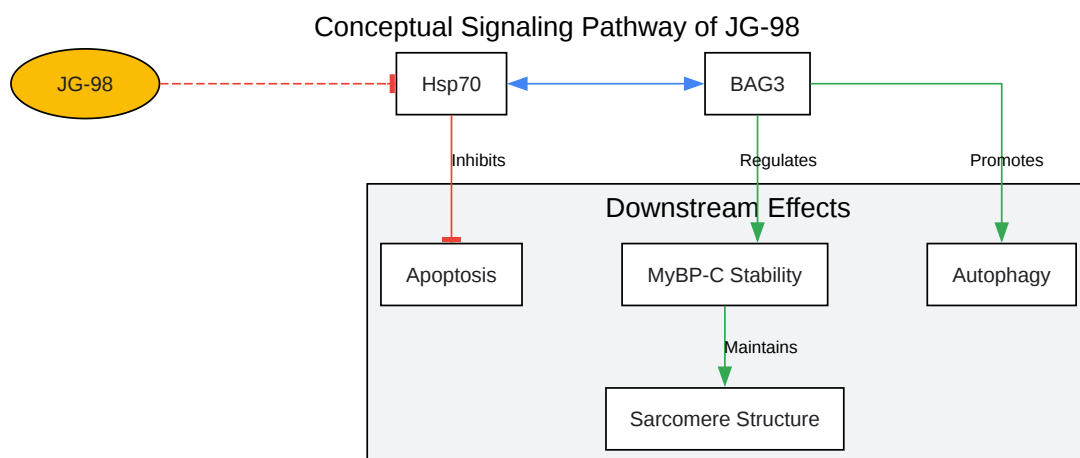 Conceptual Signaling Pathway of JG-98
JG-98
Hsp70
BAG3
Inhibits
Regulates
Promotes
Downstream Effects
Apoptosis
MyBP-C Stability
Autophagy
Maintains
Sarcomere Structure